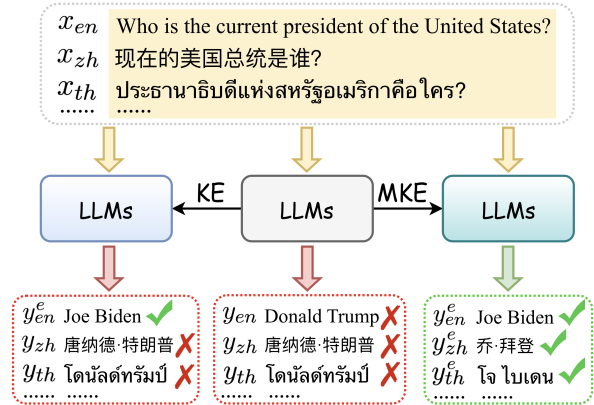 x_en Who is the current president of the United States?
x_zh 现在的美国总统是谁?
x_th ประธานาธิบดีแห่งสหรัฐอเมริกาคือใคร?
...... ......
LLMs KE LLMs MKE LLMs
y_en^e Joe Biden
y_zh 唐纳德·特朗普
y_th โดนัลด์ทรัมป์
...... ......
y_en Donald Trump
y_zh 唐纳德·特朗普
y_th โดนัลด์ทรัมป์
...... ......
y_en^e Joe Biden
y_zh^e 乔·拜登
y_th^e โจ ไบเดน
...... ......